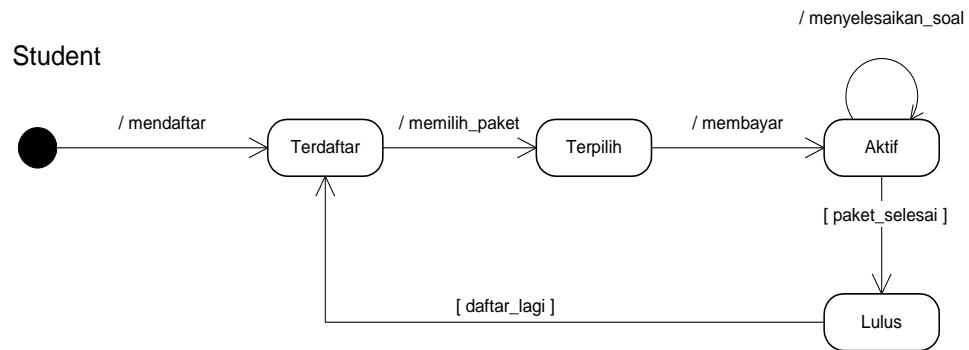 / menyelesaikan_soal
Student
/ mendaftar
/ memilih_paket
/ membayar
Terdaftar
Terpilih
Aktif
[ paket_selesai ]
[ daftar_lagi ]
Lulus